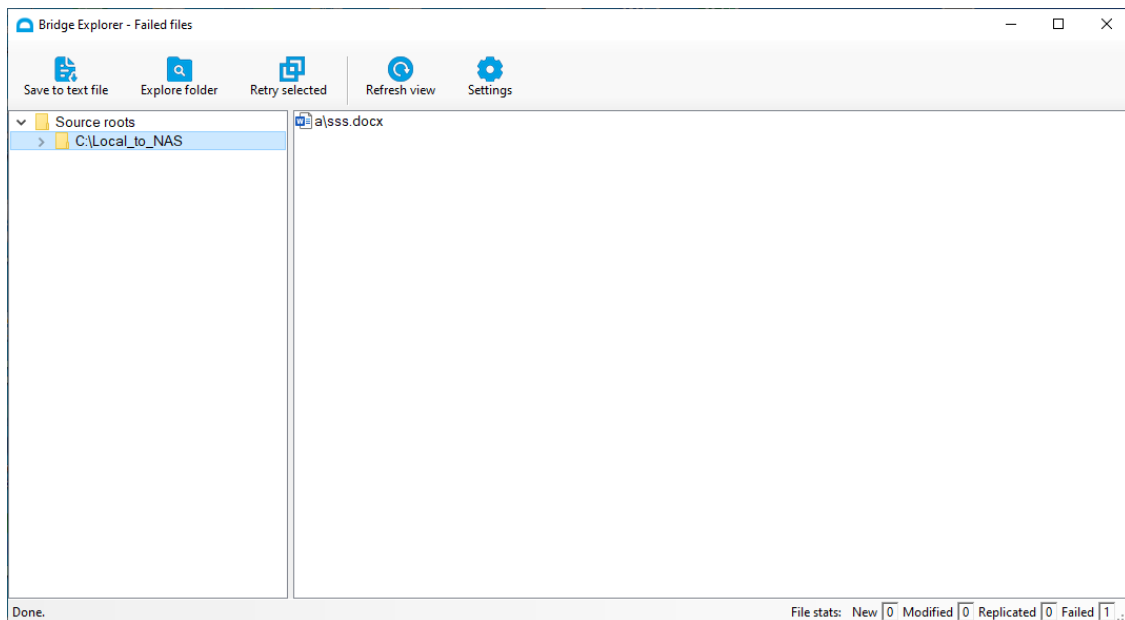 Bridge Explorer - Failed files
Save to text file Explore folder Retry selected Refresh view Settings
Source roots
C:\Local_to_NAS
a\sss.docx
Done.
File stats: New 0 Modified 0 Replicated 0 Failed 1